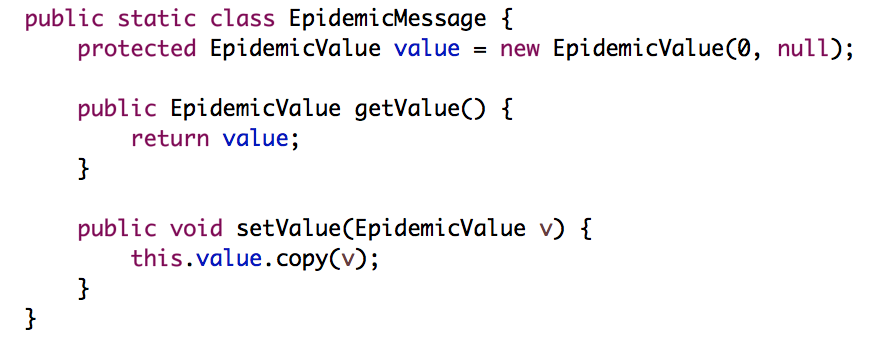 public static class EpidemicMessage {
    protected EpidemicValue value = new EpidemicValue(0, null);

    public EpidemicValue getValue() {
        return value;
    }

    public void setValue(EpidemicValue v) {
        this.value.copy(v);
    }
}